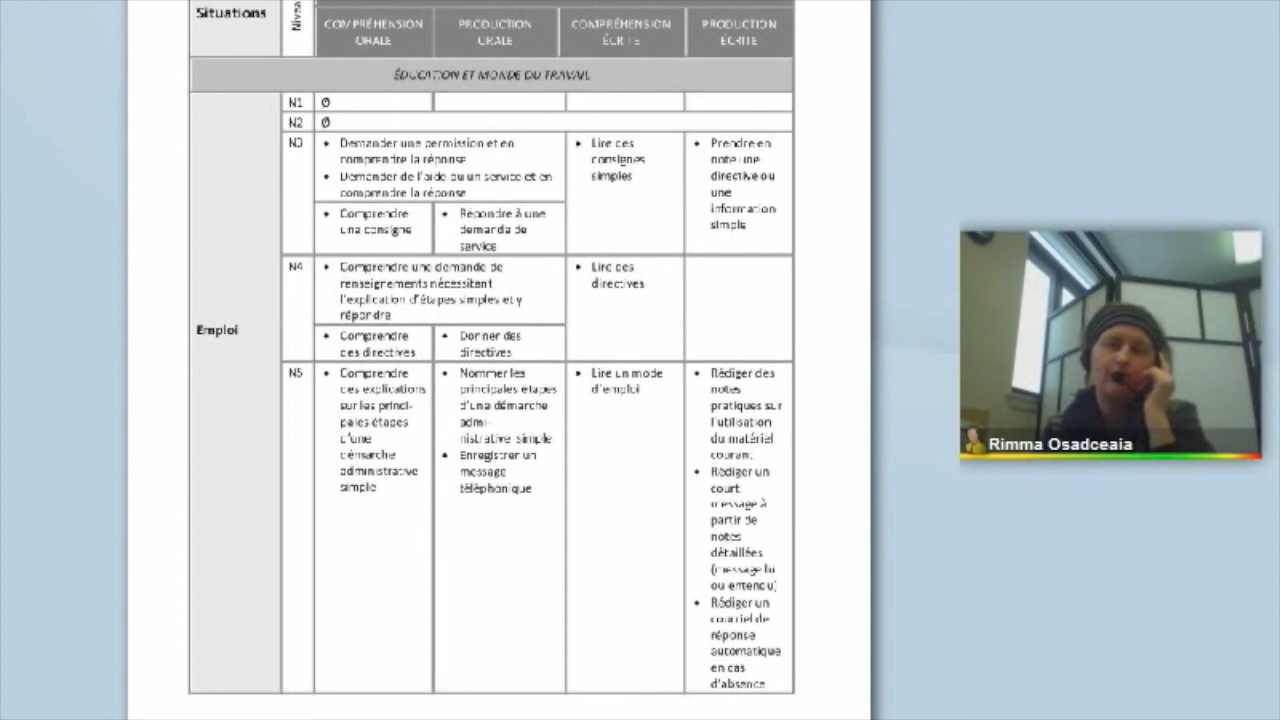 Situations
COMPRÉHENSION ORALE
PRODUCTION ORALE
COMPRÉHENSION ÉCRITE
PRODUCTION ÉCRITE
ÉDUCATION ET MONDE DU TRAVAIL
Emploi
N1
Ø
N2
Ø
N3
• Demander une permission et en
comprendre la réponse
• Demander de l'aide ou un service et en
comprendre la réponse
• Comprendre
une consigne
• Répondre à une
demande de
service
• Lire des
consignes
simples
• Prendre en
note une
directive ou
une
information
simple
N4
• Comprendre une demande de
renseignements nécessitant
l'explication d'étapes simples et y
répondre
• Comprendre
des directives
• Donner des
directives
• Lire des
directives
N5
• Comprendre
des explications
sur les princi-
pales étapes
d'une
démarche
administrative
simple
• Nommer les
principales étapes
d'une démarche
admi-
nistrative simple
• Enregistrer un
message
téléphonique
• Lire un mode
d'emploi
• Rédiger des
notes
pratiques sur
l'utilisation
du matériel
courant
• Rédiger un
court
message à
partir de
notes
détaillées
(message lu
ou entendu)
• Rédiger un
courriel de
réponse
automatique
en cas
d'absence
Rimma Osadceaia